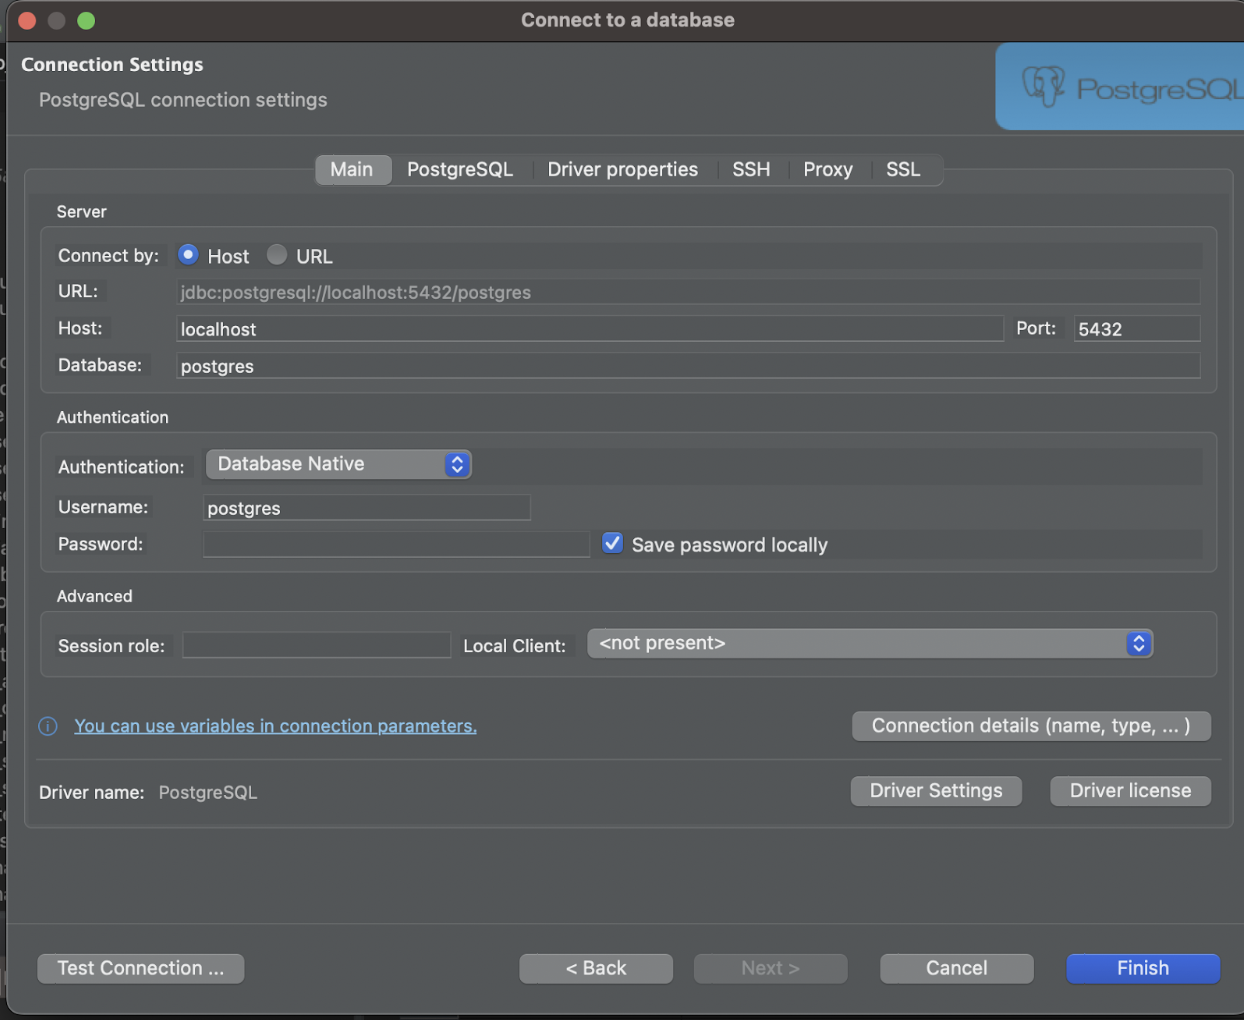 Connect to a database
Connection Settings
PostgreSQL connection settings
PostgreSQL
Main PostgreSQL Driver properties SSH Proxy SSL
Server
Connect by: Host URL
URL: jdbc:postgresql://localhost:5432/postgres
Host: localhost Port: 5432
Database: postgres
Authentication
Authentication: Database Native
Username: postgres
Password: Save password locally
Advanced
Session role: Local Client: <not present>
You can use variables in connection parameters. Connection details (name, type, ... )
Driver name: PostgreSQL Driver Settings Driver license
Test Connection ... < Back Next > Cancel Finish